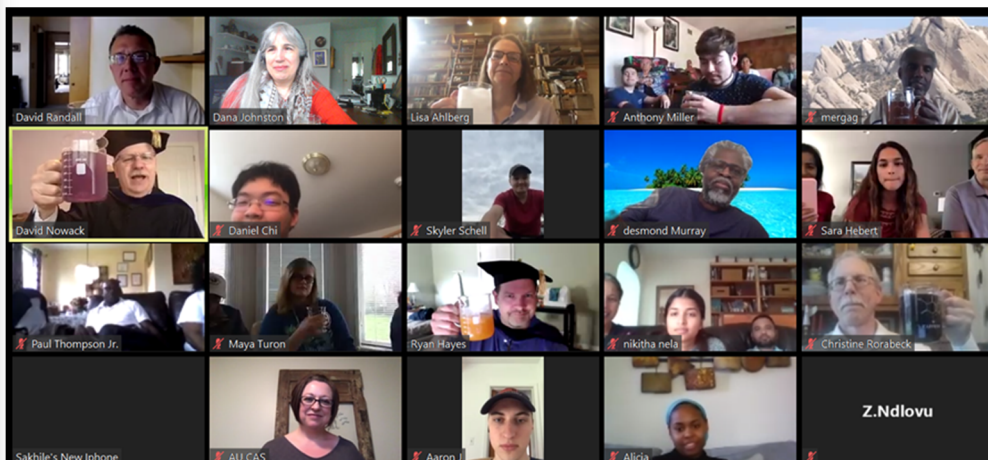 David Randall
Dana Johnston
Lisa Ahlberg
Anthony Miller
mergag
David Nowack
Daniel Chi
Skyler Schell
desmond Murray
Sara Hebert
Paul Thompson Jr.
Maya Turon
Ryan Hayes
nikitha nela
Christine Rorabeck
Sakhile's New Iphone
AU CAS
Aaron J
Alicia
Z.Ndlovu